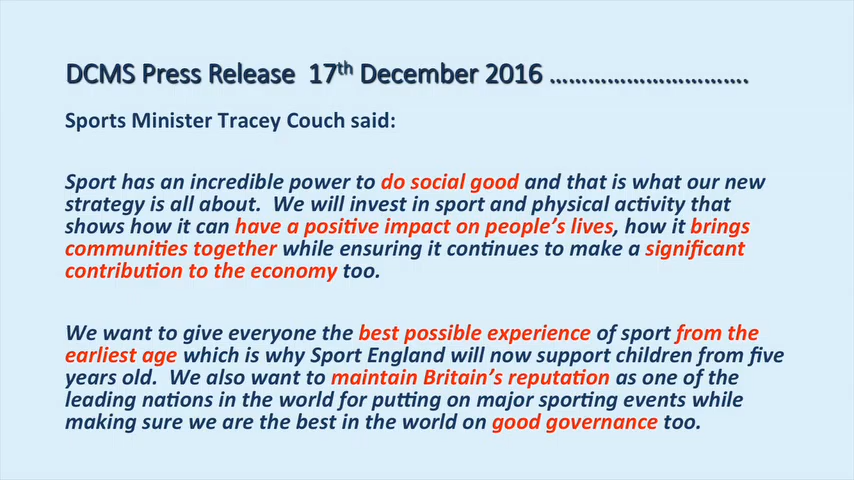 DCMS Press Release 17th December 2016 ................................
Sports Minister Tracey Couch said:
Sport has an incredible power to do social good and that is what our new
strategy is all about. We will invest in sport and physical activity that
shows how it can have a positive impact on people's lives, how it brings
communities together while ensuring it continues to make a significant
contribution to the economy too.
We want to give everyone the best possible experience of sport from the
earliest age which is why Sport England will now support children from five
years old. We also want to maintain Britain's reputation as one of the
leading nations in the world for putting on major sporting events while
making sure we are the best in the world on good governance too.